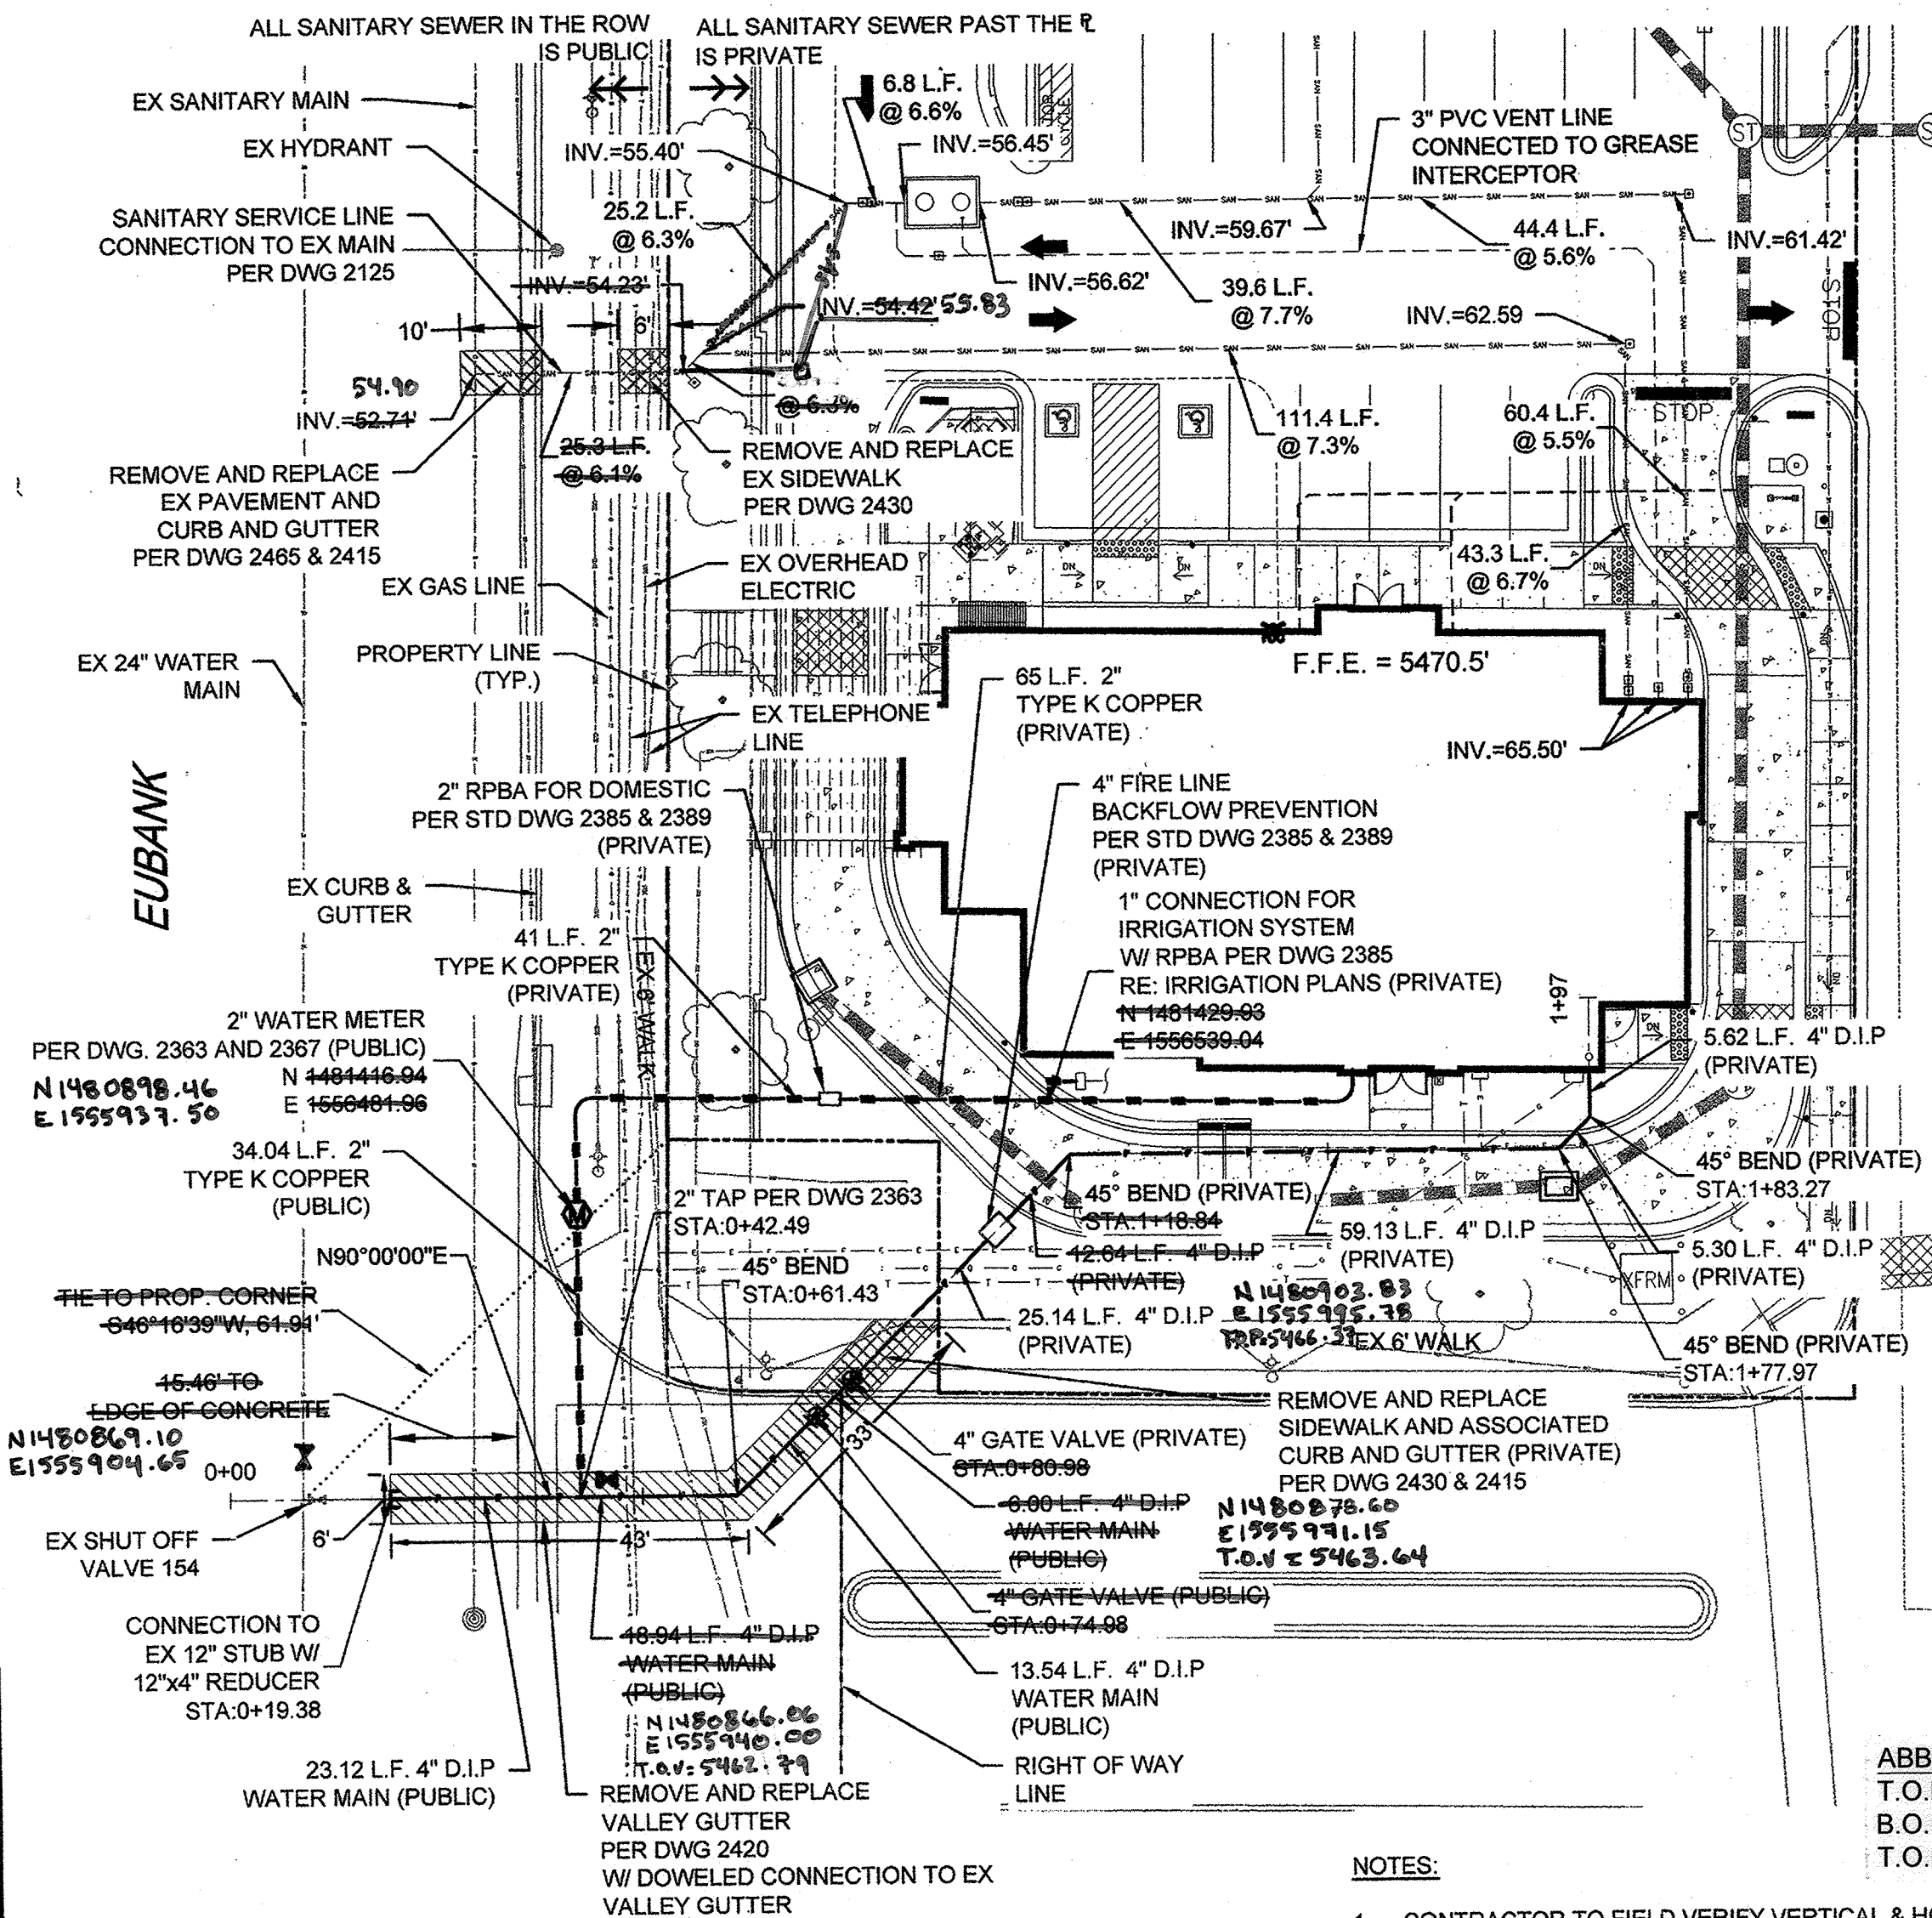 ALL SANITARY SEWER IN THE ROW
IS PUBLIC
ALL SANITARY SEWER PAST THE ℙL
IS PRIVATE
EX SANITARY MAIN
EX HYDRANT
SANITARY SERVICE LINE
CONNECTION TO EX MAIN
PER DWG 2125
6.8 L.F.
@ 6.6%
INV.=55.40'
INV.=56.45'
25.2 L.F.
@ 6.3%
3" PVC VENT LINE
CONNECTED TO GREASE
INTERCEPTOR
ST
INV.=59.67'
44.4 L.F.
@ 5.6%
INV.=61.42'
INV.=56.62'
39.6 L.F.
@ 7.7%
INV.=62.59
STOP
INV.=54.23'
NV.=54.42' 55.83
10'
6'
54.90
INV.=52.71'
@ 6.3%
25.3 L.F.
@ 6.1%
111.4 L.F.
@ 7.3%
60.4 L.F.
@ 5.5%
STOP
REMOVE AND REPLACE
EX PAVEMENT AND
CURB AND GUTTER
PER DWG 2465 & 2415
REMOVE AND REPLACE
EX SIDEWALK
PER DWG 2430
43.3 L.F.
@ 6.7%
EX GAS LINE
EX OVERHEAD
ELECTRIC
EX 24" WATER
MAIN
PROPERTY LINE
(TYP.)
EX TELEPHONE
LINE
65 L.F. 2"
TYPE K COPPER
(PRIVATE)
F.F.E. = 5470.5'
INV.=65.50'
EUBANK
2" RPBA FOR DOMESTIC
PER STD DWG 2385 & 2389
(PRIVATE)
4" FIRE LINE
BACKFLOW PREVENTION
PER STD DWG 2385 & 2389
(PRIVATE)
EX CURB &
GUTTER
1" CONNECTION FOR
IRRIGATION SYSTEM
W/ RPBA PER DWG 2385
RE: IRRIGATION PLANS (PRIVATE)
N 1481429.93
E 1556539.04
41 L.F. 2"
TYPE K COPPER
(PRIVATE)
EX 6' WALK
1+97
2" WATER METER
PER DWG. 2363 AND 2367 (PUBLIC)
N 1481416.94
E 1556481.96
N1480898.46
E1555937.50
5.62 L.F. 4" D.I.P
(PRIVATE)
34.04 L.F. 2"
TYPE K COPPER
(PUBLIC)
M
2" TAP PER DWG 2363
STA:0+42.49
45° BEND (PRIVATE)
STA:1+18.84
45° BEND (PRIVATE)
STA:1+83.27
N90°00'00"E
45° BEND
STA:0+61.43
12.64 L.F. 4" D.I.P
(PRIVATE)
59.13 L.F. 4" D.I.P
(PRIVATE)
5.30 L.F. 4" D.I.P
(PRIVATE)
XFRM
TIE TO PROP. CORNER
S46°16'39"W, 61.91'
25.14 L.F. 4" D.I.P
(PRIVATE)
N1480903.83
E1555995.78
T.O.P.=5466.37
EX 6' WALK
45° BEND (PRIVATE)
STA:1+77.97
15.46' TO
EDGE OF CONCRETE
N1480869.10
E1555904.65
0+00
33'
4" GATE VALVE (PRIVATE)
STA:0+80.98
REMOVE AND REPLACE
SIDEWALK AND ASSOCIATED
CURB AND GUTTER (PRIVATE)
PER DWG 2430 & 2415
EX SHUT OFF
VALVE 154
6'
43'
6.00 L.F. 4" D.I.P
WATER MAIN
(PUBLIC)
N1480878.60
E1555971.15
T.O.V = 5463.64
4" GATE VALVE (PUBLIC)
STA:0+74.98
CONNECTION TO
EX 12" STUB W/
12"x4" REDUCER
STA:0+19.38
18.94 L.F. 4" D.I.P
WATER MAIN
(PUBLIC)
N1480866.06
E1555940.00
T.O.V= 5462.79
13.54 L.F. 4" D.I.P
WATER MAIN
(PUBLIC)
23.12 L.F. 4" D.I.P
WATER MAIN (PUBLIC)
RIGHT OF WAY
LINE
REMOVE AND REPLACE
VALLEY GUTTER
PER DWG 2420
W/ DOWELED CONNECTION TO EX
VALLEY GUTTER
ABB
T.O.
B.O.
T.O.
NOTES:
1. CONTRACTOR TO FIELD VERIFY VERTICAL & HO